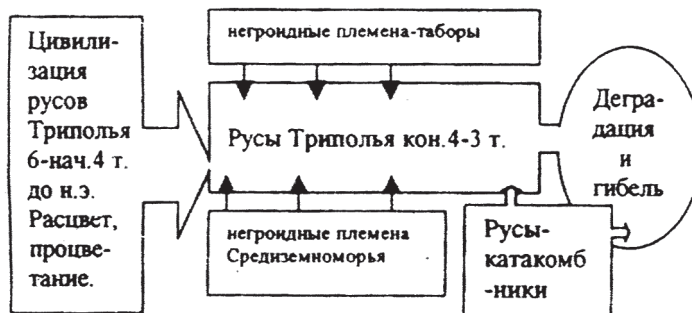 Цивили-
зация
русов
Триполья
6-нач.4 т.
до н.э.
Расцвет,
процве-
тание.
негроидные племена-таборы
Русы Триполья кон.4-3 т.
негроидные племена
Средиземноморья
Русы-
катакомб
-ники
Дегра-
дация
и
гибель